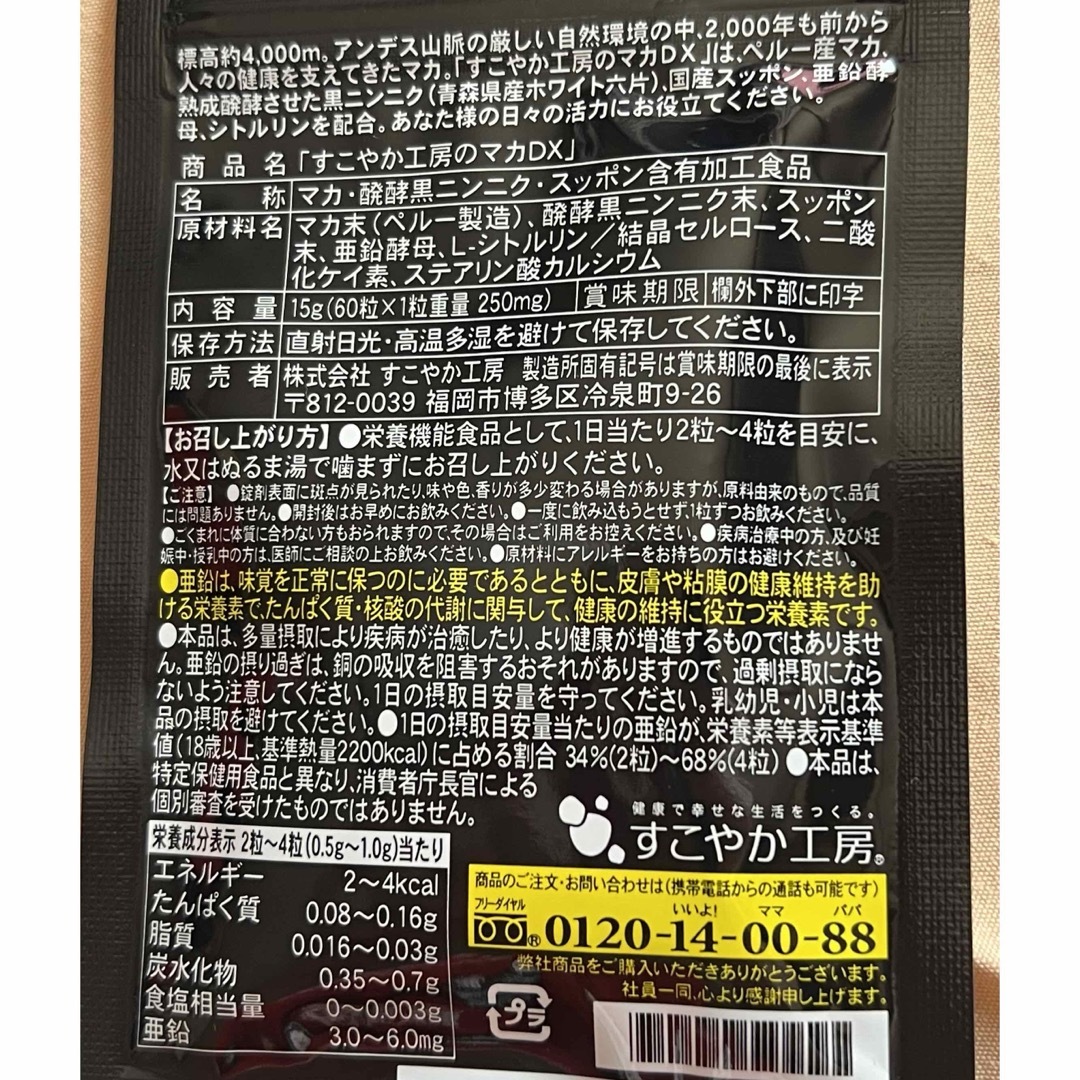 標高約4,000m。アンデス山脈の厳しい自然環境の中、2,000年も前から
人々の健康を支えてきたマカ。「すこやか工房のマカDX」は、ペルー産マカ、
熟成醗酵させた黒ニンニク(青森県産ホワイト六片)、国産スッポン、亜鉛酵
母、シトルリンを配合。あなた様の日々の活力にお役立てください。
商品名「すこやか工房のマカDX」
名称 マカ・醗酵黒ニンニク・スッポン含有加工食品
原材料名 マカ末(ペルー製造)、醗酵黒ニンニク末、スッポン
末、亜鉛酵母、L-シトルリン/結晶セルロース、二酸
化ケイ素、ステアリン酸カルシウム
内容量 15g(60粒×1粒重量 250mg) 賞味期限 欄外下部に印字
保存方法 直射日光・高温多湿を避けて保存してください。
販売者 株式会社 すこやか工房 製造所固有記号は賞味期限の最後に表示
〒812-0039 福岡市博多区冷泉町9-26
【お召し上がり方】●栄養機能食品として、1日当たり2粒~4粒を目安に、
水又はぬるま湯で噛まずにお召し上がりください。
【ご注意】●錠剤表面に斑点が見られたり、味や色、香りが多少変わる場合がありますが、原料由来のもので、品質
には問題ありません。●開封後はお早めにお飲みください。●一度に飲み込もうとせず、1粒ずつお飲みください。
●ごくまれに体質に合わない方もおられますので、その場合はご利用をお控えください。●疾病治療中の方、及び妊
娠中・授乳中の方は、医師にご相談の上お飲みください。●原材料にアレルギーをお持ちの方はお避けください。
●亜鉛は、味覚を正常に保つのに必要であるとともに、皮膚や粘膜の健康維持を助
ける栄養素で、たんぱく質・核酸の代謝に関与して、健康の維持に役立つ栄養素です。
●本品は、多量摂取により疾病が治癒したり、より健康が増進するものではありませ
ん。亜鉛の摂り過ぎは、銅の吸収を阻害するおそれがありますので、過剰摂取になら
ないよう注意してください。1日の摂取目安量を守ってください。乳幼児・小児は本
品の摂取を避けてください。●1日の摂取目安量当たりの亜鉛が、栄養素等表示基準
値(18歳以上、基準熱量2200kcal)に占める割合 34%(2粒)~68%(4粒)●本品は、
特定保健用食品と異なり、消費者庁長官による
個別審査を受けたものではありません。
健康で幸せな生活をつくる。
すこやか工房®
栄養成分表示 2粒~4粒(0.5g~1.0g)当たり
エネルギー 2~4kcal
たんぱく質 0.08~0.16g
脂質 0.016~0.03g
炭水化物 0.35~0.7g
食塩相当量 0~0.003g
亜鉛 3.0~6.0mg
商品のご注文・お問い合わせは(携帯電話からの通話も可能です)
フリーダイヤル いいよ! ママ パパ
® 0120-14-00-88
弊社商品をご購入いただきありがとうございます。
社員一同、心より感謝申し上げます。
プラ